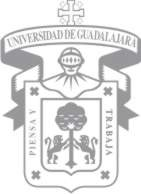 UNIVERSIDAD DE GUADALAJARA
PIENSA Y
TRABAJA